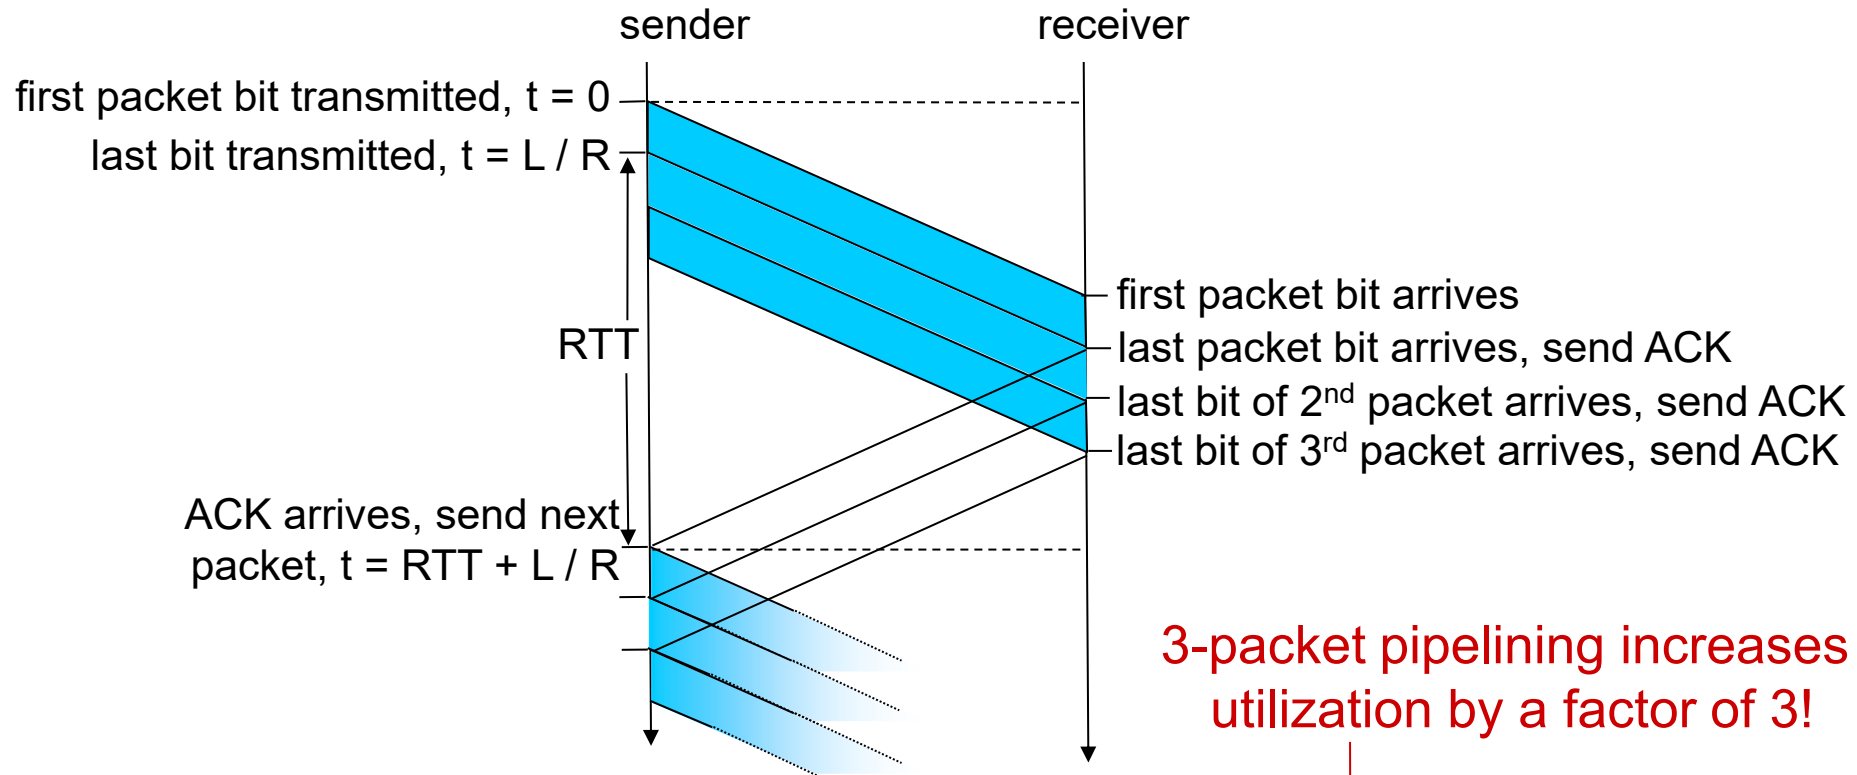 sender
receiver
first packet bit transmitted, t = 0
last bit transmitted, t = L / R
first packet bit arrives
RTT
last packet bit arrives, send ACK
last bit of 2nd packet arrives, send ACK
last bit of 3rd packet arrives, send ACK
ACK arrives, send next
packet, t = RTT + L / R
3-packet pipelining increases
utilization by a factor of 3!